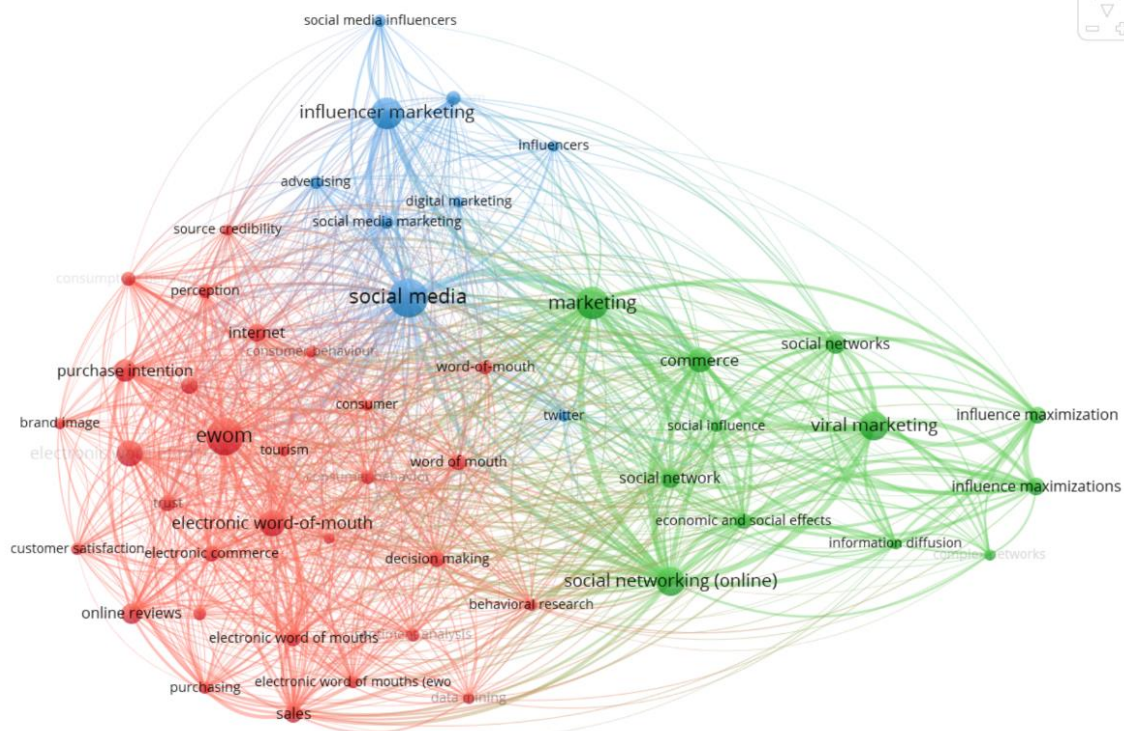 social media influencers
influencer marketing
influencers
advertising
digital marketing
social media marketing
source credibility
perception
social media
marketing
internet
consumer behaviour
social networks
commerce
word-of-mouth
purchase intention
consumer
twitter
influence maximization
brand image
social influence
viral marketing
ewom
tourism
word of mouth
consumer behavior
social network
influence maximizations
trust
electronic word-of-mouth
economic and social effects
information diffusion
customer satisfaction
electronic commerce
decision making
complex networks
social networking (online)
behavioral research
online reviews
electronic word of mouths
analysis
purchasing
electronic word of mouths (ewo
data mining
sales